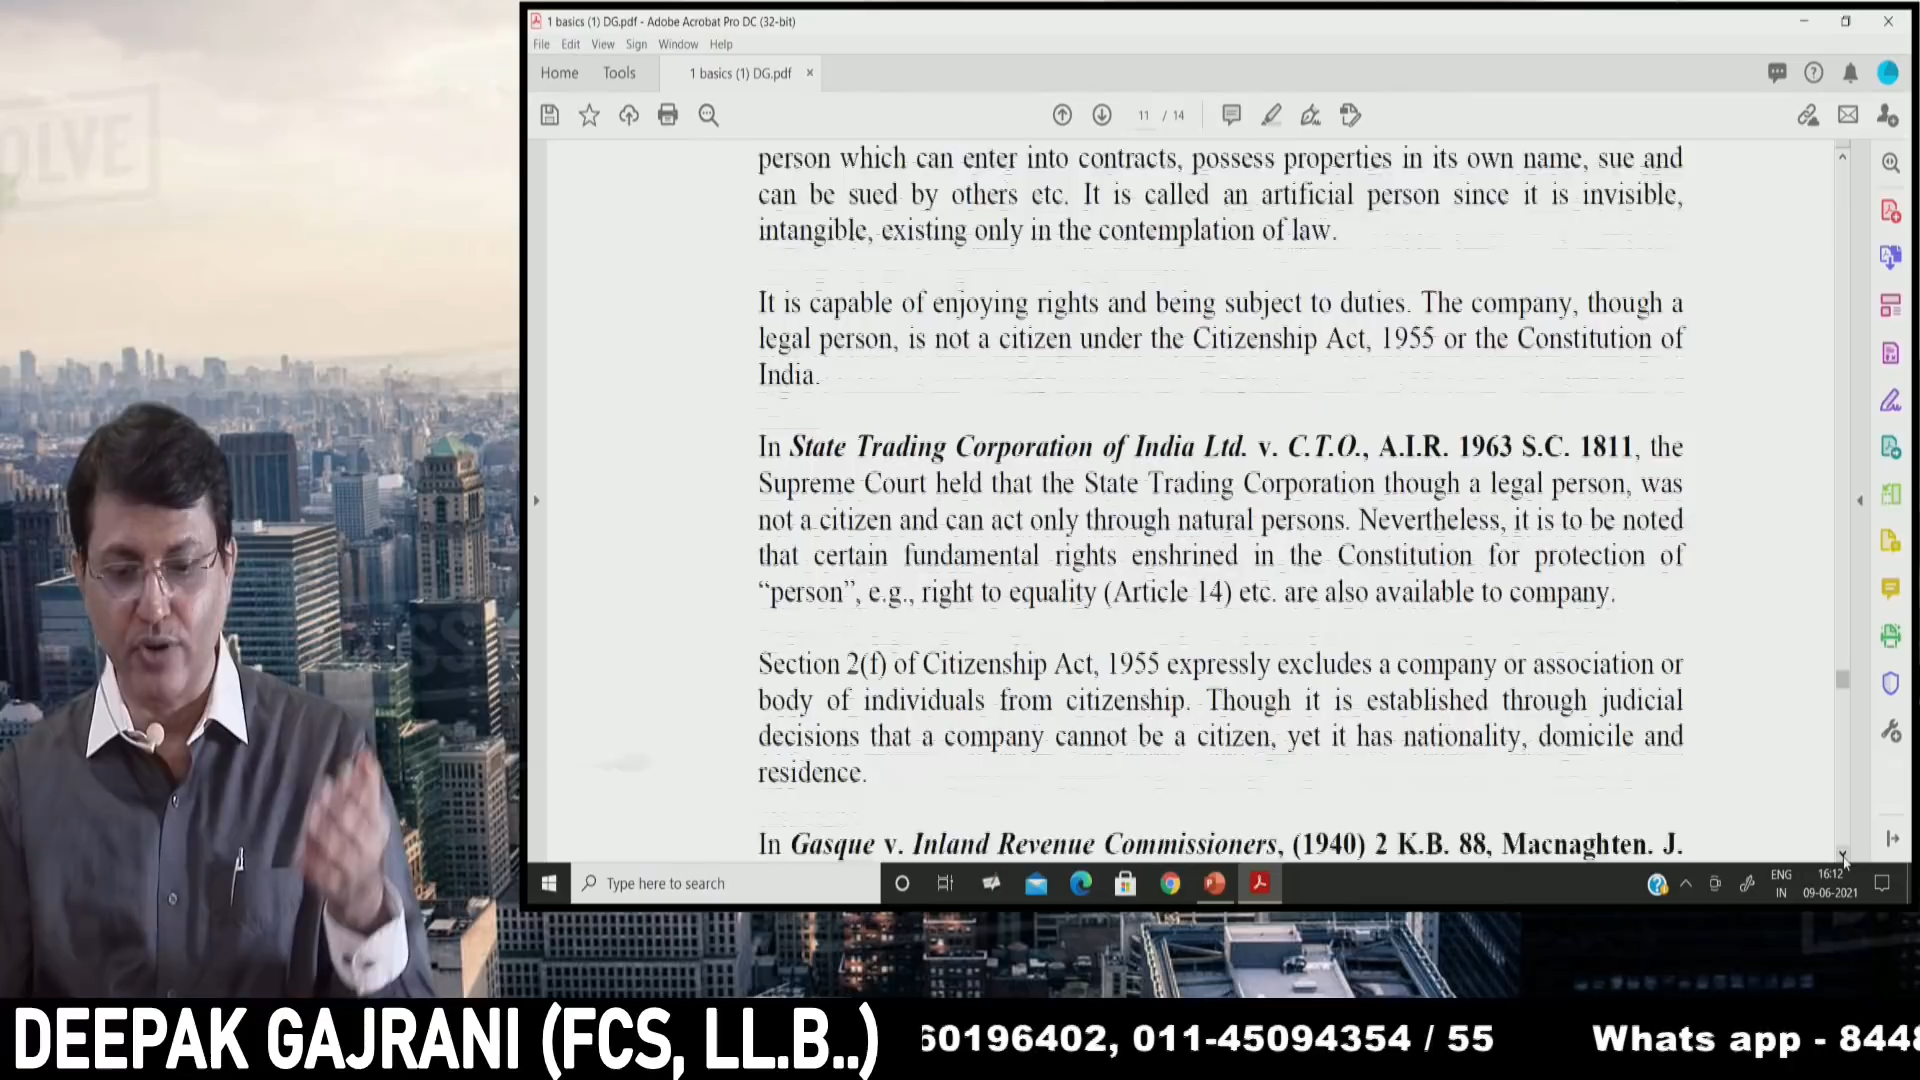 1 basics (1) DG.pdf - Adobe Acrobat Pro DC (32-bit)
File Edit View Sign Window Help
Home Tools 1 basics (1) DG.pdf ×
11 / 14
person which can enter into contracts, possess properties in its own name, sue and
can be sued by others etc. It is called an artificial person since it is invisible,
intangible, existing only in the contemplation of law.
It is capable of enjoying rights and being subject to duties. The company, though a
legal person, is not a citizen under the Citizenship Act, 1955 or the Constitution of
India.
In State Trading Corporation of India Ltd. v. C.T.O., A.I.R. 1963 S.C. 1811, the
Supreme Court held that the State Trading Corporation though a legal person, was
not a citizen and can act only through natural persons. Nevertheless, it is to be noted
that certain fundamental rights enshrined in the Constitution for protection of
“person”, e.g., right to equality (Article 14) etc. are also available to company.
Section 2(f) of Citizenship Act, 1955 expressly excludes a company or association or
body of individuals from citizenship. Though it is established through judicial
decisions that a company cannot be a citizen, yet it has nationality, domicile and
residence.
In Gasque v. Inland Revenue Commissioners, (1940) 2 K.B. 88, Macnaghten. J.
Type here to search
ENG
IN
16:12
09-06-2021
DEEPAK GAJRANI (FCS, LL.B..)
60196402, 011-45094354 / 55 Whats app - 8448